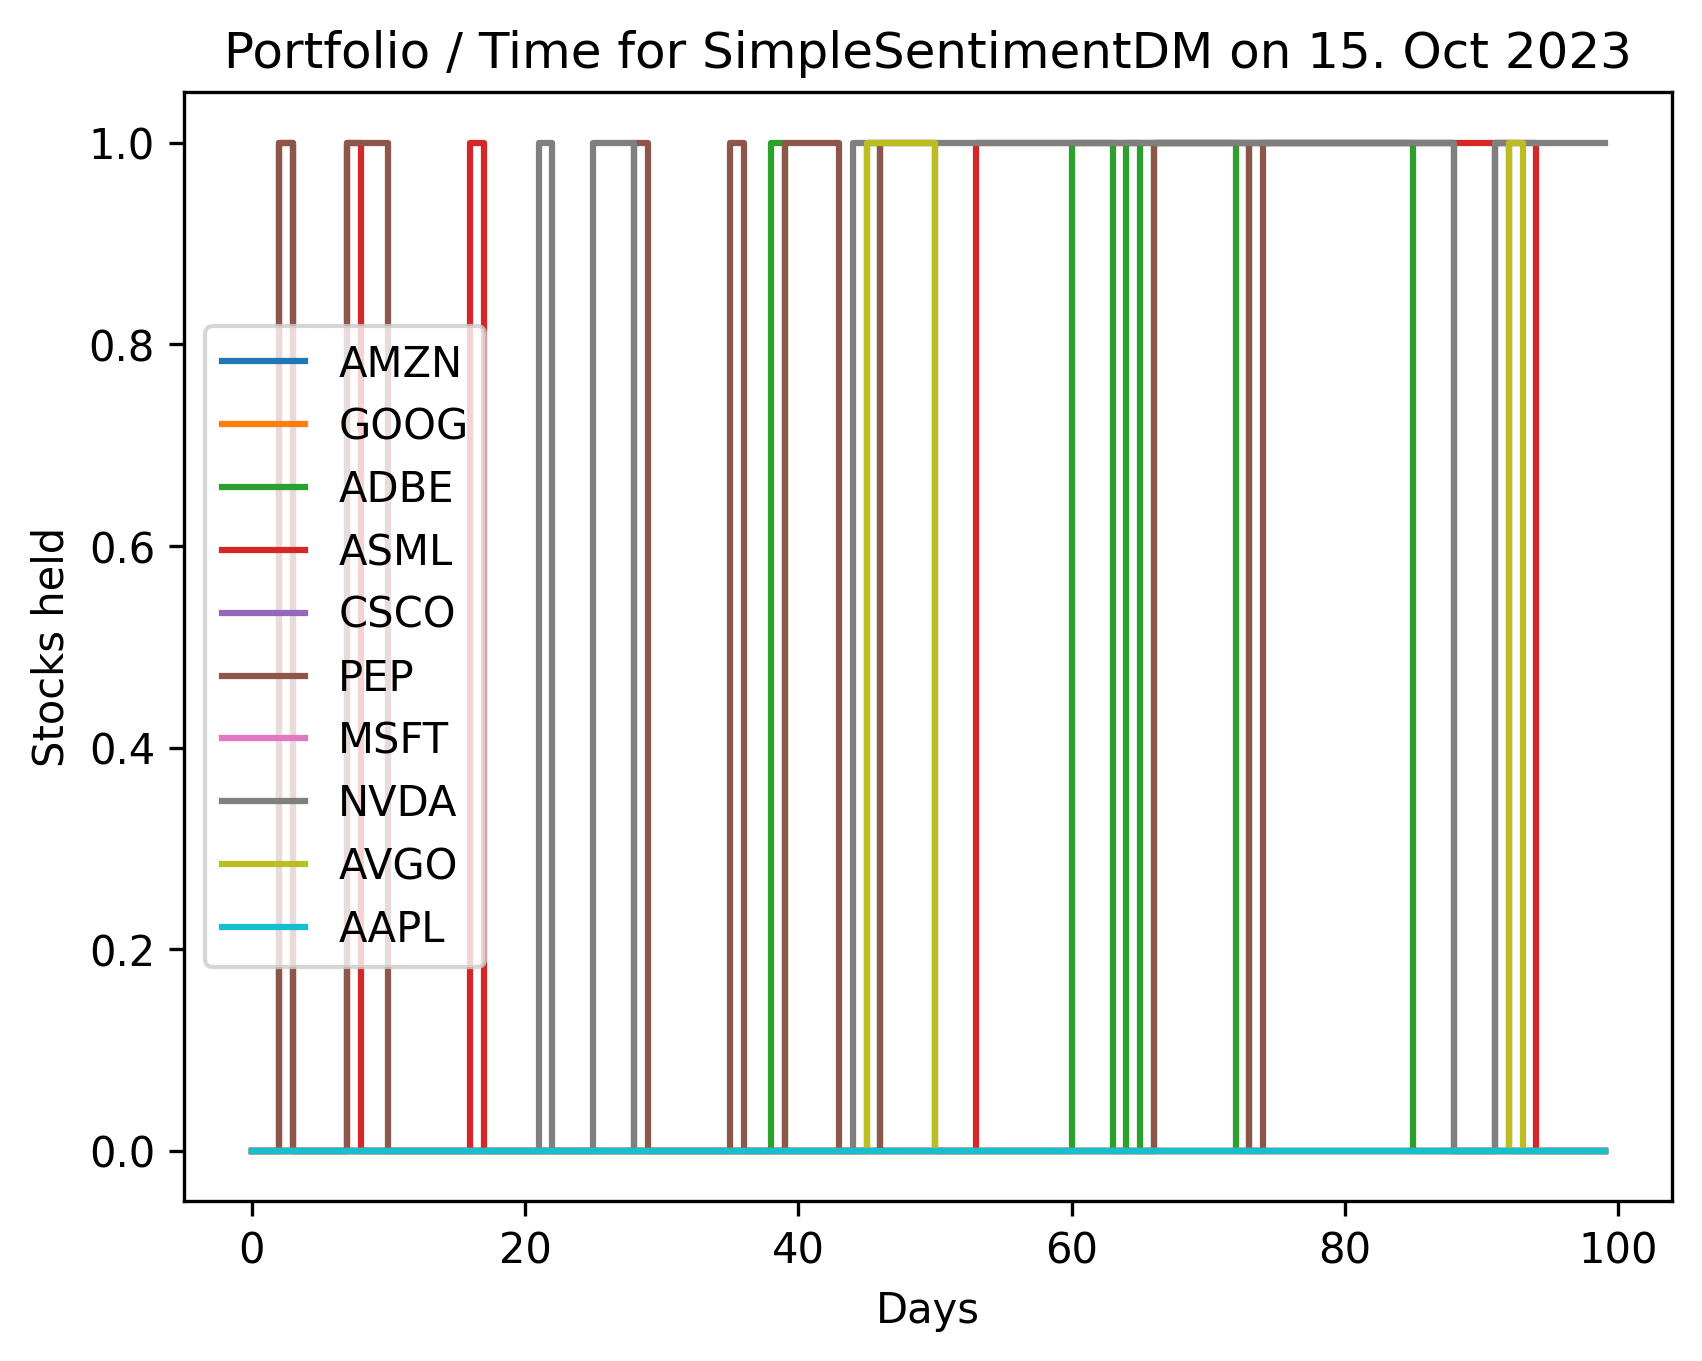 Portfolio / Time for SimpleSentimentDM on 15. Oct 2023
1.0
0.8
0.6
0.4
0.2
0.0
Stocks held
AMZN
GOOG
ADBE
ASML
CSCO
PEP
MSFT
NVDA
AVGO
AAPL
0 20 40 60 80 100
Days